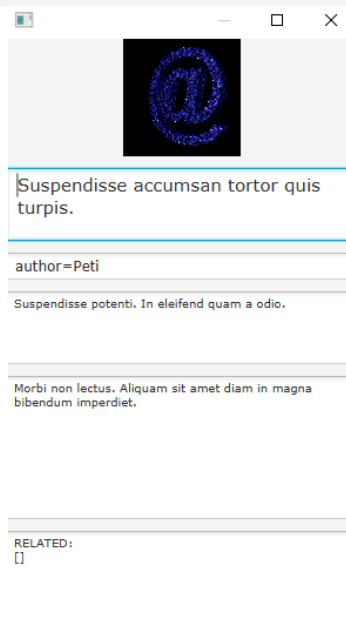 @
Suspendisse accumsan tortor quis
turpis.
author=Peti
Suspendisse potenti. In eleifend quam a odio.
Morbi non lectus. Aliquam sit amet diam in magna
bibendum imperdiet.
RELATED:
[]